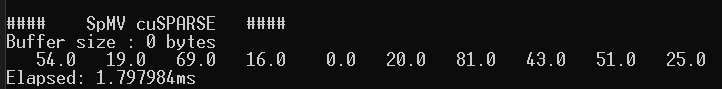 ####    SpMV cuSPARSE   ####
Buffer size : 0 bytes
54.0 19.0 69.0 16.0 0.0 20.0 81.0 43.0 51.0 25.0
Elapsed: 1.797984ms